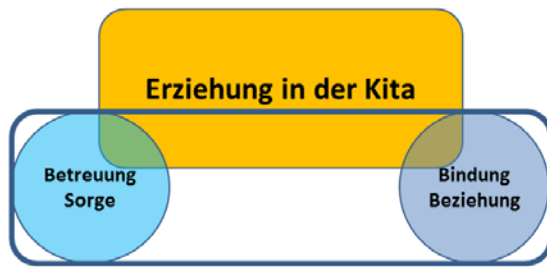 Erziehung in der Kita
Betreuung
Sorge
Bindung
Beziehung